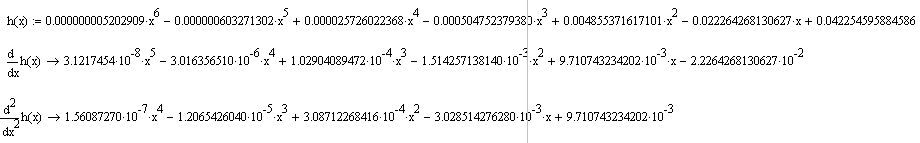 h(x) := 0.000000005202909·x^6 − 0.000000603271302·x^5 + 0.000025726022368·x^4 − 0.000504752379380·x^3 + 0.004855371617101·x^2 − 0.022264268130627·x + 0.042254595884586
d/dx h(x) → 3.1217454·10^-8·x^5 − 3.016356510·10^-6·x^4 + 1.02904089472·10^-4·x^3 − 1.514257138140·10^-3·x^2 + 9.710743234202·10^-3·x − 2.2264268130627·10^-2
d^2/dx^2 h(x) → 1.56087270·10^-7·x^4 − 1.2065426040·10^-5·x^3 + 3.08712268416·10^-4·x^2 − 3.028514276280·10^-3·x + 9.710743234202·10^-3